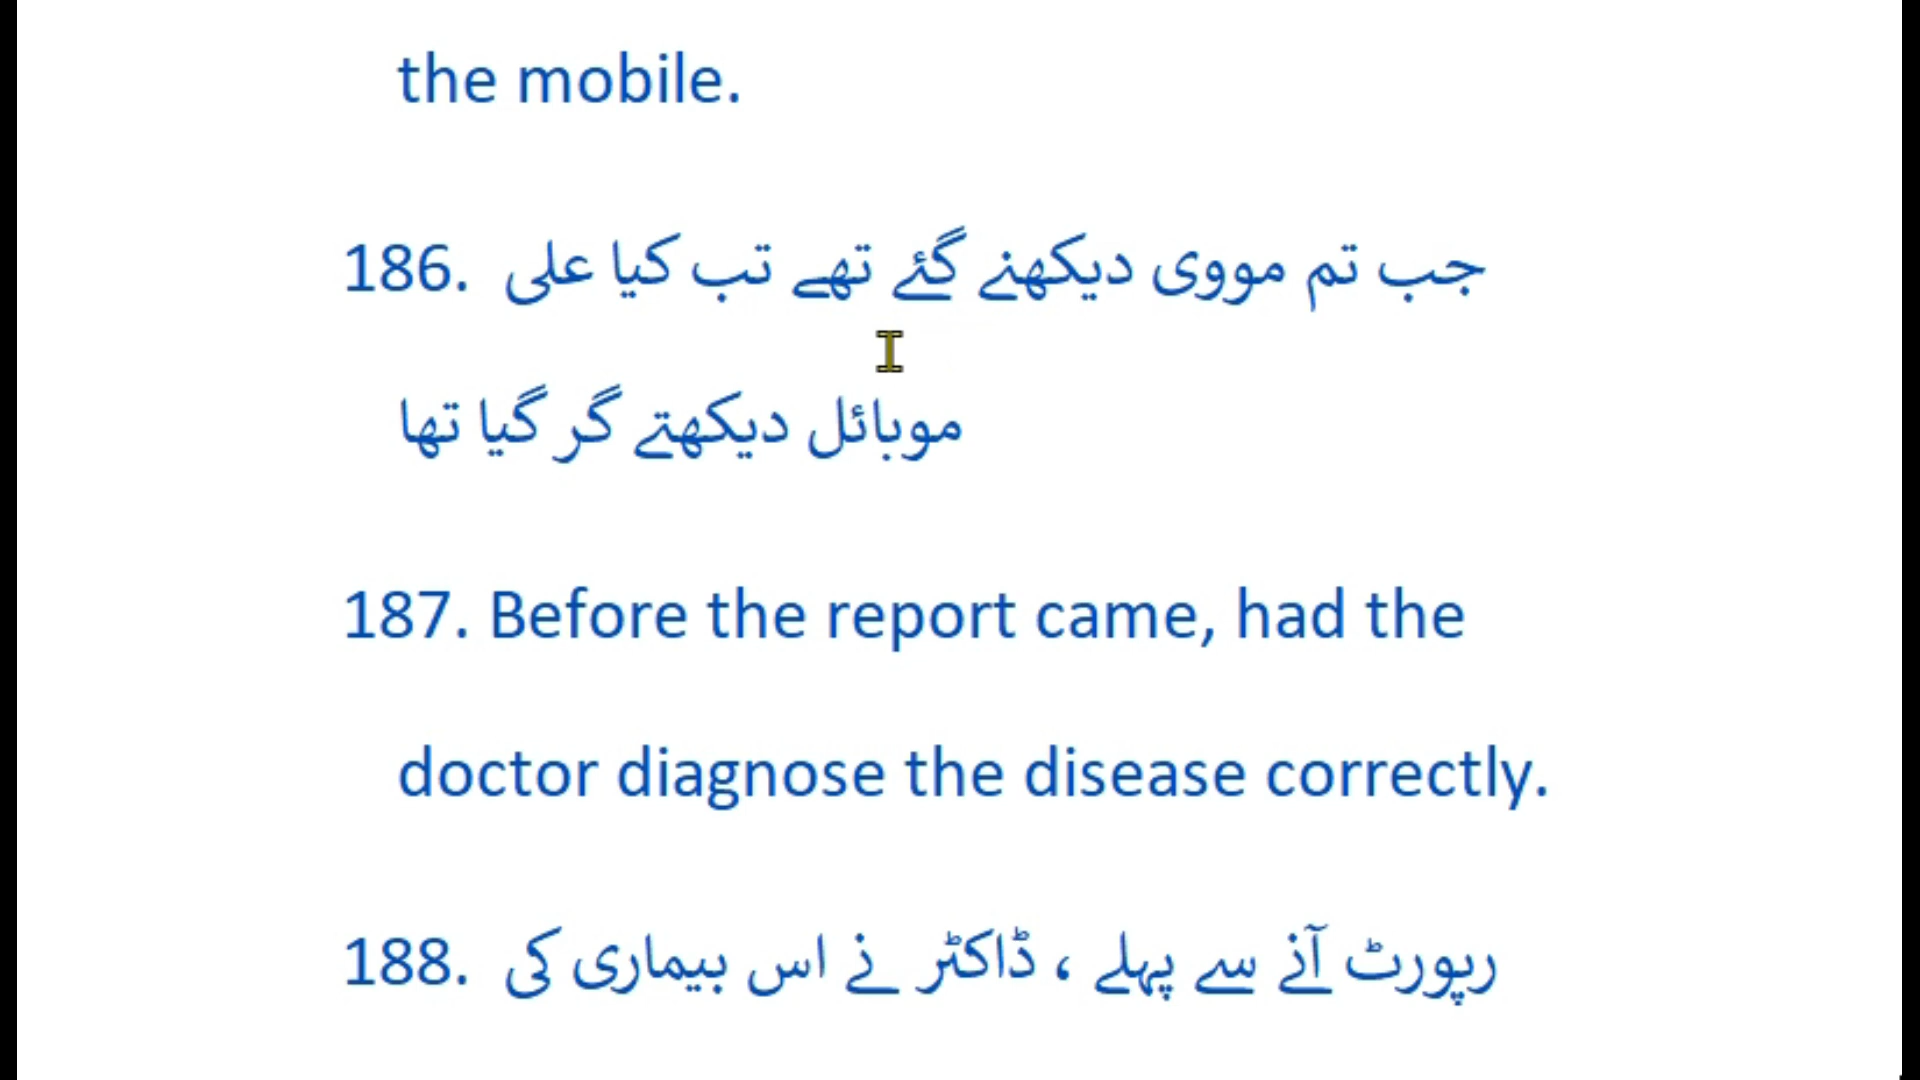 the mobile.
186. جب تم مووی دیکھنے گئے تھے تب کیا علی
موبائل دیکھتے گر گیا تھا
187. Before the report came, had the
doctor diagnose the disease correctly.
188. رپورٹ آنے سے پہلے ، ڈاکٹر نے اس بیماری کی